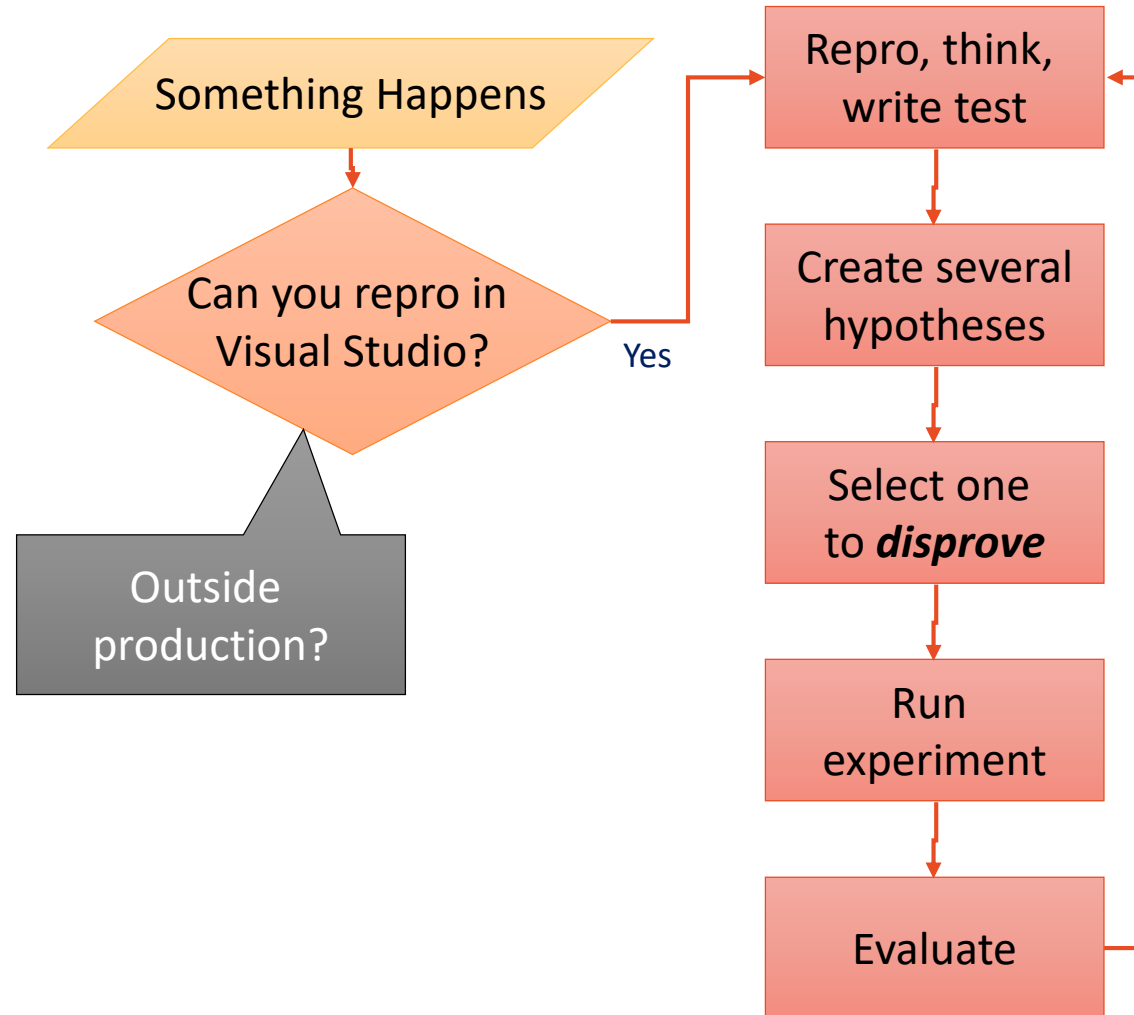 Something Happens
Can you repro in
Visual Studio?
Yes
Outside
production?
Repro, think,
write test
Create several
hypotheses
Select one
to disprove
Run
experiment
Evaluate